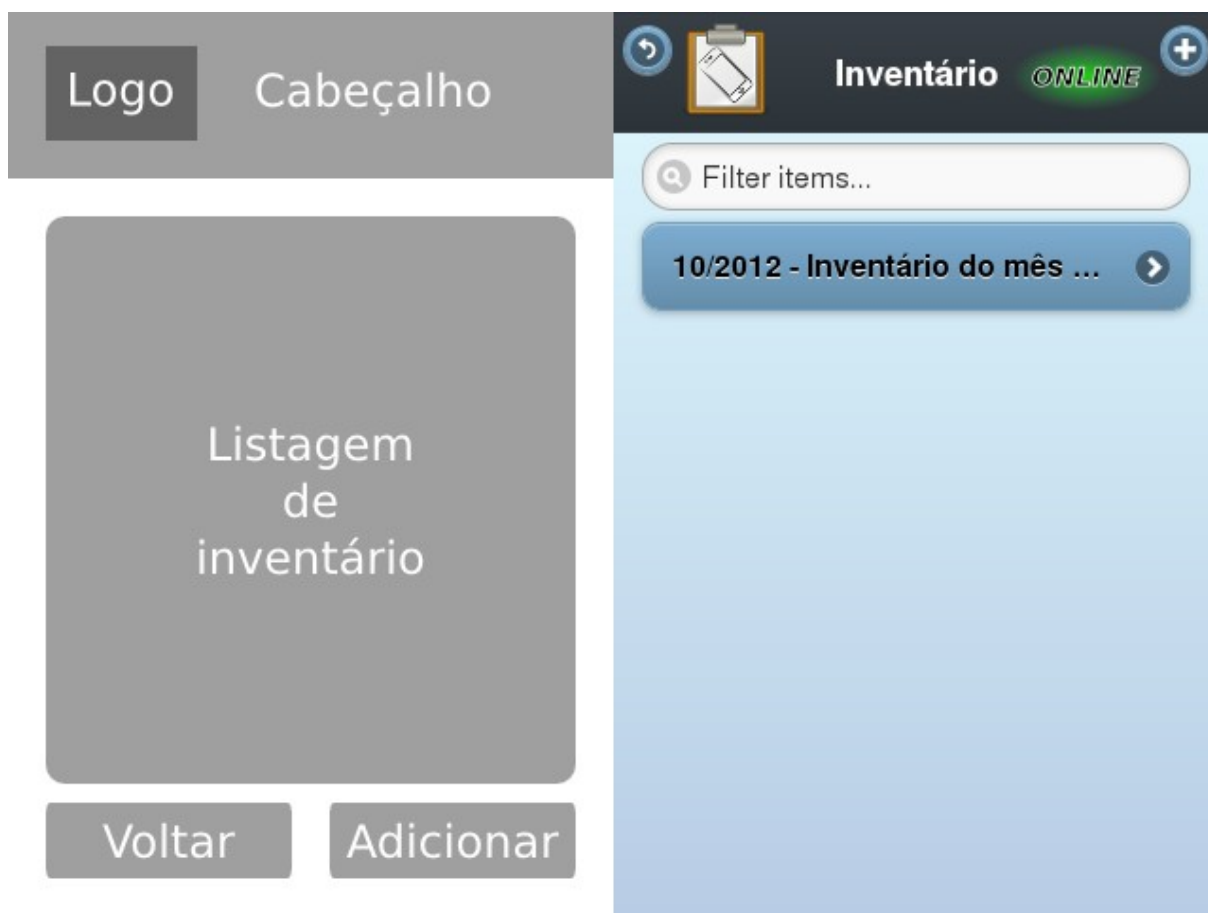 Logo
Cabeçalho
Listagem
de
inventário
Voltar
Adicionar
Inventário
ONLINE
Filter items...
10/2012 - Inventário do mês ...